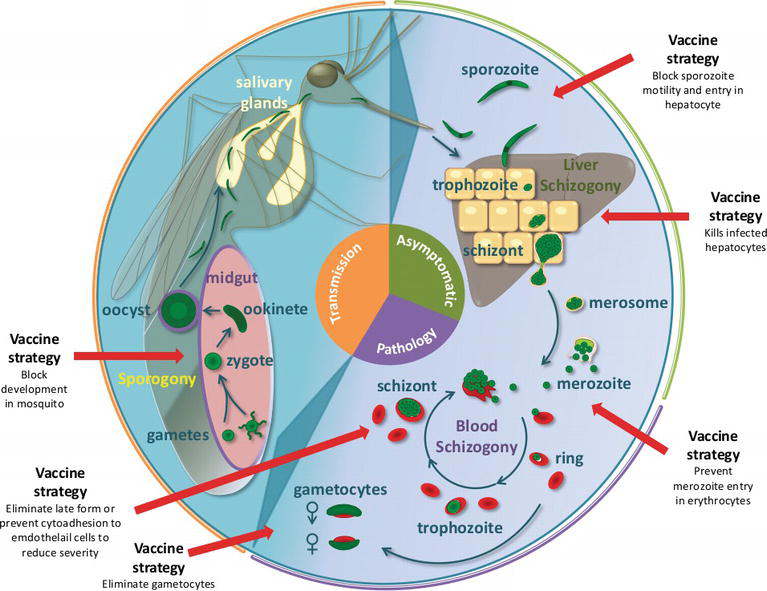 Vaccine
strategy
Block sporozoite
motility and entry in
hepatocyte
sporozoite
salivary
glands
Liver
Schizogony
trophozoite
schizont
Vaccine
strategy
Kills infected
hepatocytes
Transmission
Asymptomatic
Pathology
midgut
oocyst
ookinete
merosome
zygote
Sporogony
gametes
Vaccine
strategy
Block
development
in mosquito
merozoite
schizont
Blood
Schizogony
ring
trophozoite
Vaccine
strategy
Prevent
merozoite entry
in erythrocytes
Vaccine
strategy
Eliminate late form or
prevent cytoadhesion to
endothelail cells to
reduce severity
gametocytes
♀
♀
Vaccine
strategy
Eliminate gametocytes